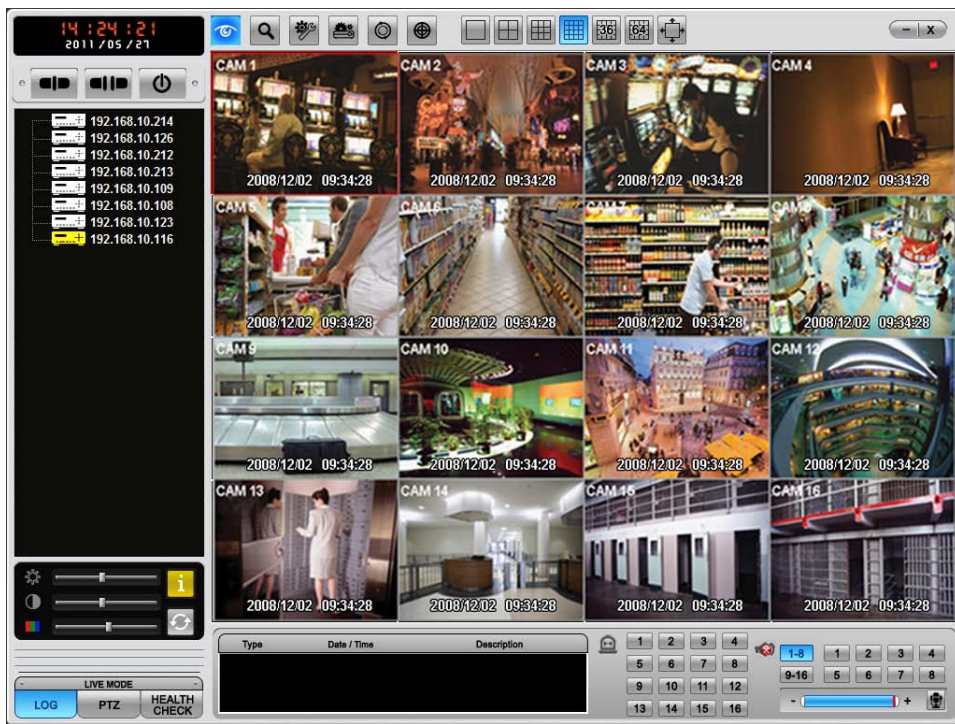 14:24:21
2011/05/27
36
64
- X
192.168.10.214
192.168.10.126
192.168.10.212
192.168.10.213
192.168.10.109
192.168.10.108
192.168.10.123
192.168.10.116
CAM 1
2008/12/02 09:34:28
CAM 2
2008/12/02 09:34:28
CAM 3
2008/12/02 09:34:28
CAM 4
2008/12/02 09:34:28
CAM 5
2008/12/02 09:34:28
CAM 6
2008/12/02 09:34:28
CAM 7
2008/12/02 09:34:28
CAM 8
2008/12/02 09:34:28
CAM 9
2008/12/02 09:34:28
CAM 10
2008/12/02 09:34:28
CAM 11
2008/12/02 09:34:28
CAM 12
2008/12/02 09:34:28
CAM 13
2008/12/02 09:34:28
CAM 14
2008/12/02 09:34:28
CAM 15
2008/12/02 09:34:28
CAM 16
2008/12/02 09:34:28
i
- LIVE MODE -
LOG PTZ HEALTH
CHECK
Type Date / Time Description
1 2 3 4
5 6 7 8
9 10 11 12
13 14 15 16
1-8 1 2 3 4
9-16 5 6 7 8
- +